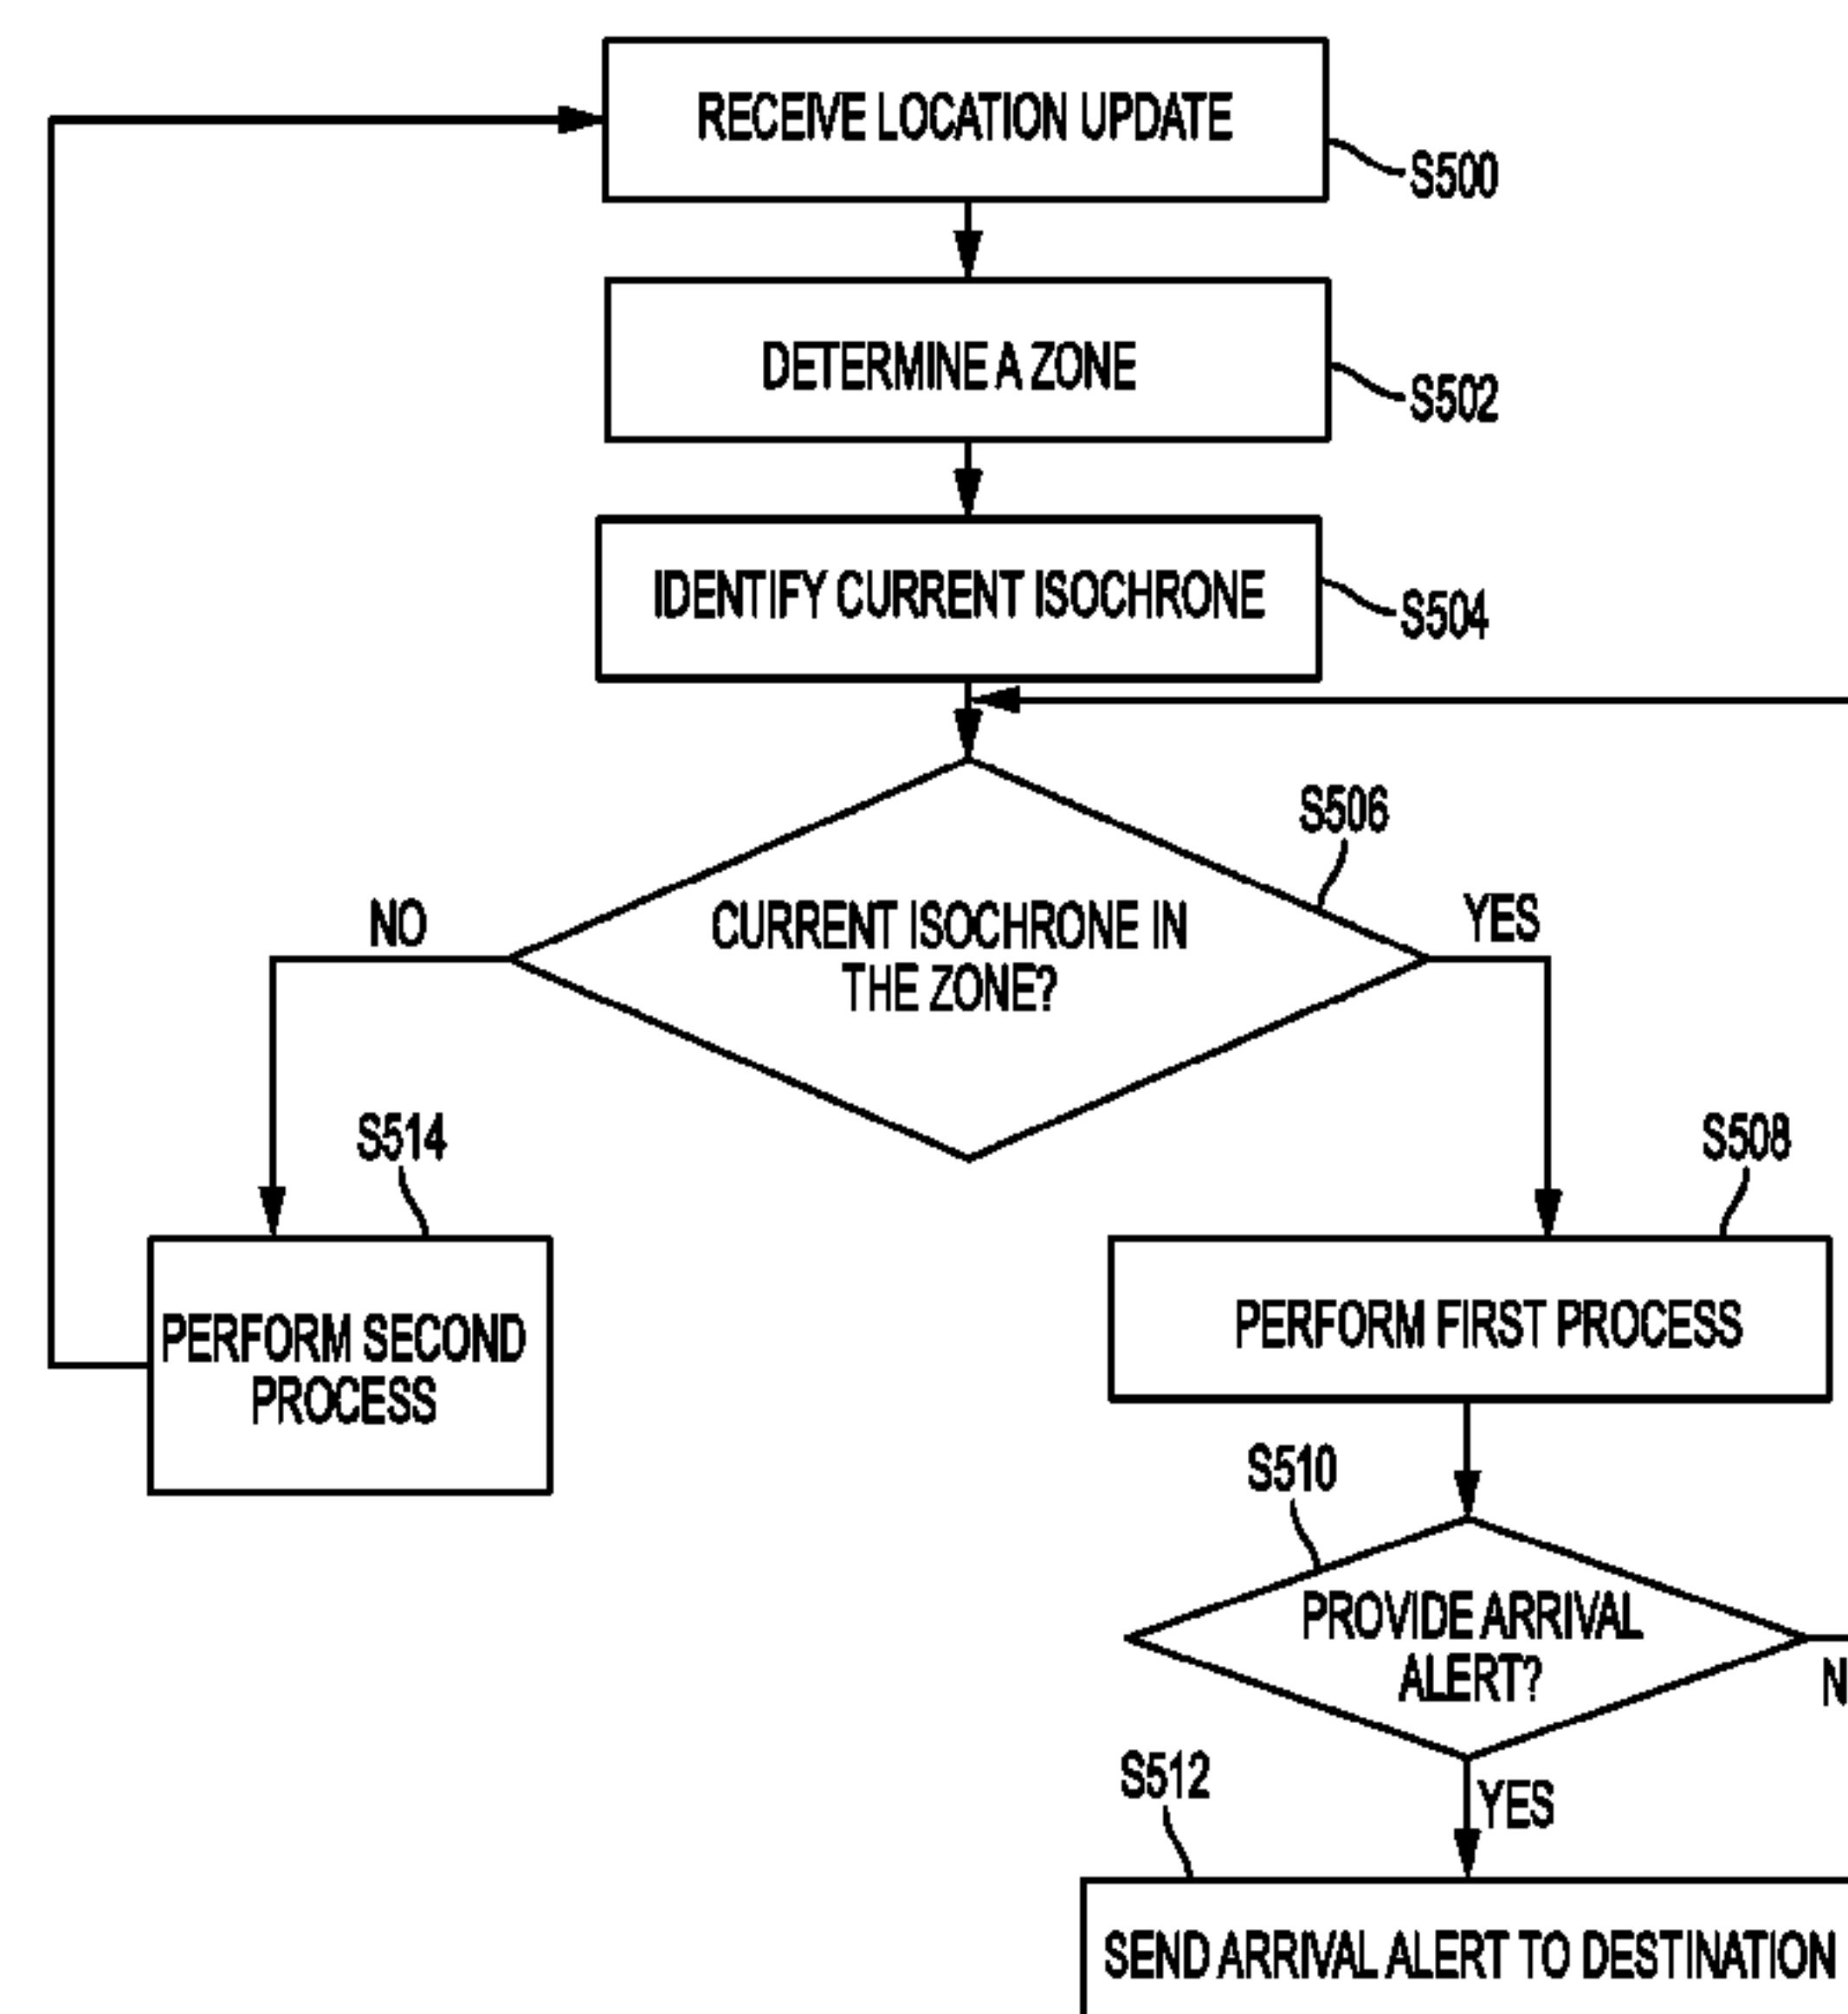 RECEIVE LOCATION UPDATE
S500
DETERMINE A ZONE
S502
IDENTIFY CURRENT ISOCHRONE
S504
S506
NO
CURRENT ISOCHRONE IN
THE ZONE?
YES
S514
S508
PERFORM SECOND
PROCESS
PERFORM FIRST PROCESS
S510
PROVIDE ARRIVAL
ALERT?
S512
YES
SEND ARRIVAL ALERT TO DESTINATION